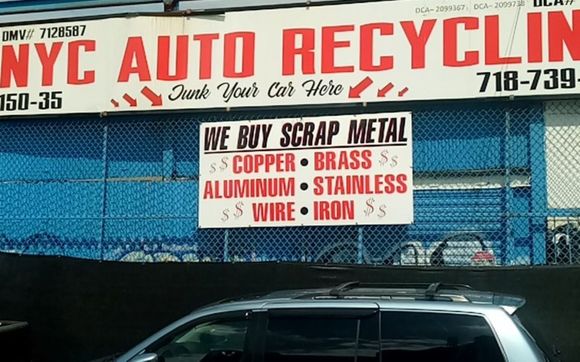 DMV# 7128587
DCA- 2099367 DCA- 2099738 DCA#
NYC AUTO RECYCLIN
Junk Your Car Here
150-35
718-739
WE BUY SCRAP METAL
$$ COPPER • BRASS $$
ALUMINUM • STAINLESS
$$ WIRE • IRON $$